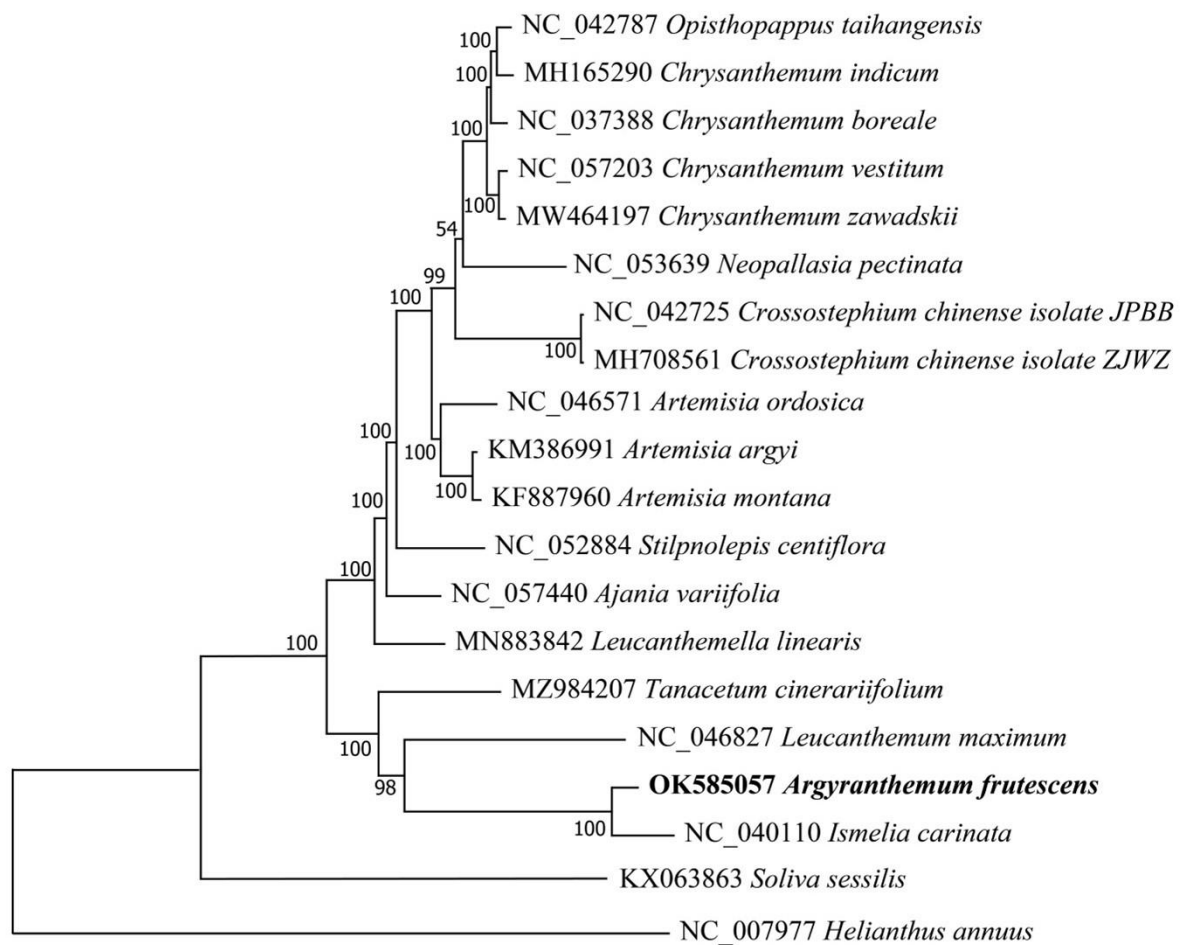 100
NC_042787 Opisthopappus taihangensis
100
MH165290 Chrysanthemum indicum
100
NC_037388 Chrysanthemum boreale
NC_057203 Chrysanthemum vestitum
100
MW464197 Chrysanthemum zawadskii
54
NC_053639 Neopallasia pectinata
99
100
NC_042725 Crossostephium chinense isolate JPBB
100
MH708561 Crossostephium chinense isolate ZJWZ
NC_046571 Artemisia ordosica
100
100
KM386991 Artemisia argyi
100
KF887960 Artemisia montana
100
NC_052884 Stilpnolepis centiflora
100
NC_057440 Ajania variifolia
100
MN883842 Leucanthemella linearis
MZ984207 Tanacetum cinerariifolium
100
NC_046827 Leucanthemum maximum
98
OK585057 Argyranthemum frutescens
100
NC_040110 Ismelia carinata
KX063863 Soliva sessilis
NC_007977 Helianthus annuus